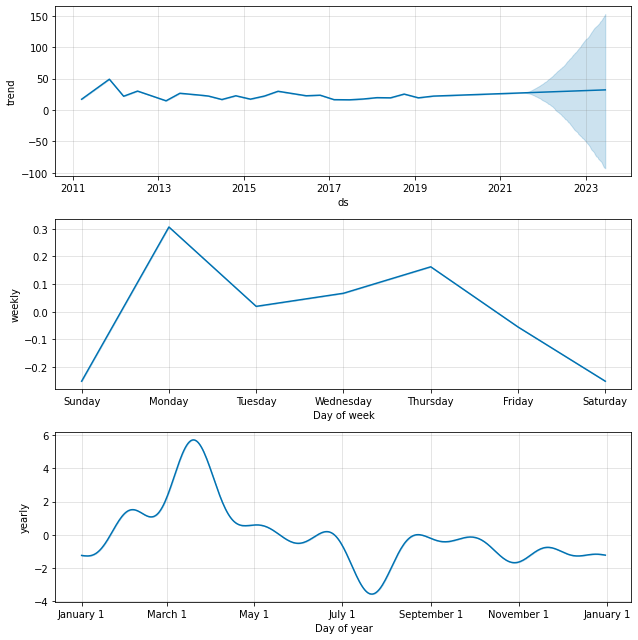 150
100
50
0
−50
−100
trend
2011 2013 2015 2017 2019 2021 2023
ds
0.3
0.2
0.1
0.0
−0.1
−0.2
weekly
Sunday Monday Tuesday Wednesday Thursday Friday Saturday
Day of week
6
4
2
0
−2
−4
yearly
January 1 March 1 May 1 July 1 September 1 November 1 January 1
Day of year